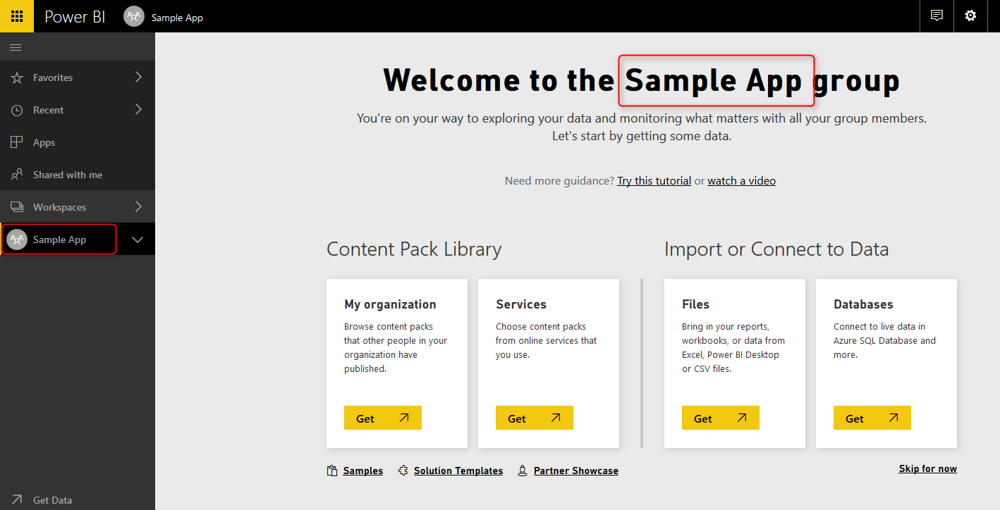 Power BI
Sample App
Favorites
Recent
Apps
Shared with me
Workspaces
Sample App
Get Data
Welcome to the Sample App group
You're on your way to exploring your data and monitoring what matters with all your group members.
Let's start by getting some data.
Need more guidance? Try this tutorial or watch a video
Content Pack Library
My organization
Browse content packs
that other people in your
organization have
published.
Get
Services
Choose content packs
from online services that
you use.
Get
Import or Connect to Data
Files
Bring in your reports,
workbooks, or data from
Excel, Power BI Desktop
or CSV files.
Get
Databases
Connect to live data in
Azure SQL Database and
more.
Get
Samples
Solution Templates
Partner Showcase
Skip for now